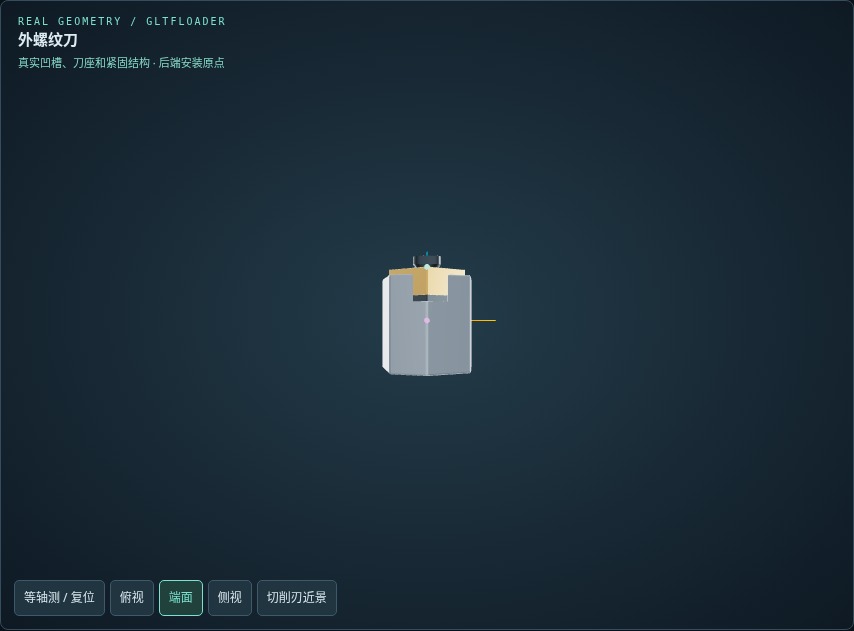 REAL GEOMETRY / GLTFLOADER
外螺纹刀
真实凹槽、刀座和紧固结构 · 后端安装原点
等轴测 / 复位
俯视
端面
侧视
切削刃近景